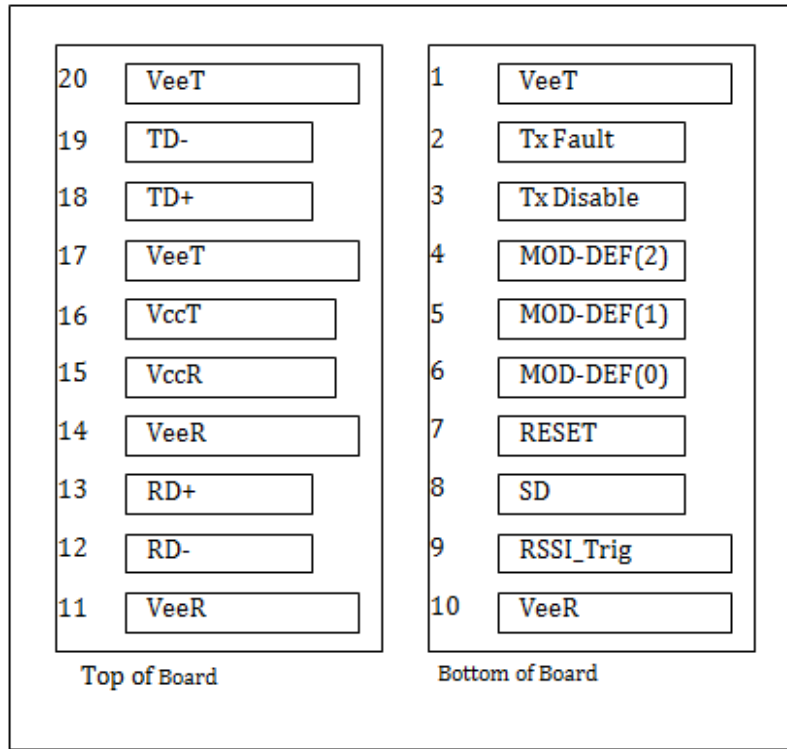 20 VeeT
19 TD-
18 TD+
17 VeeT
16 VccT
15 VccR
14 VeeR
13 RD+
12 RD-
11 VeeR
Top of Board
1 VeeT
2 Tx Fault
3 Tx Disable
4 MOD-DEF(2)
5 MOD-DEF(1)
6 MOD-DEF(0)
7 RESET
8 SD
9 RSSI_Trig
10 VeeR
Bottom of Board